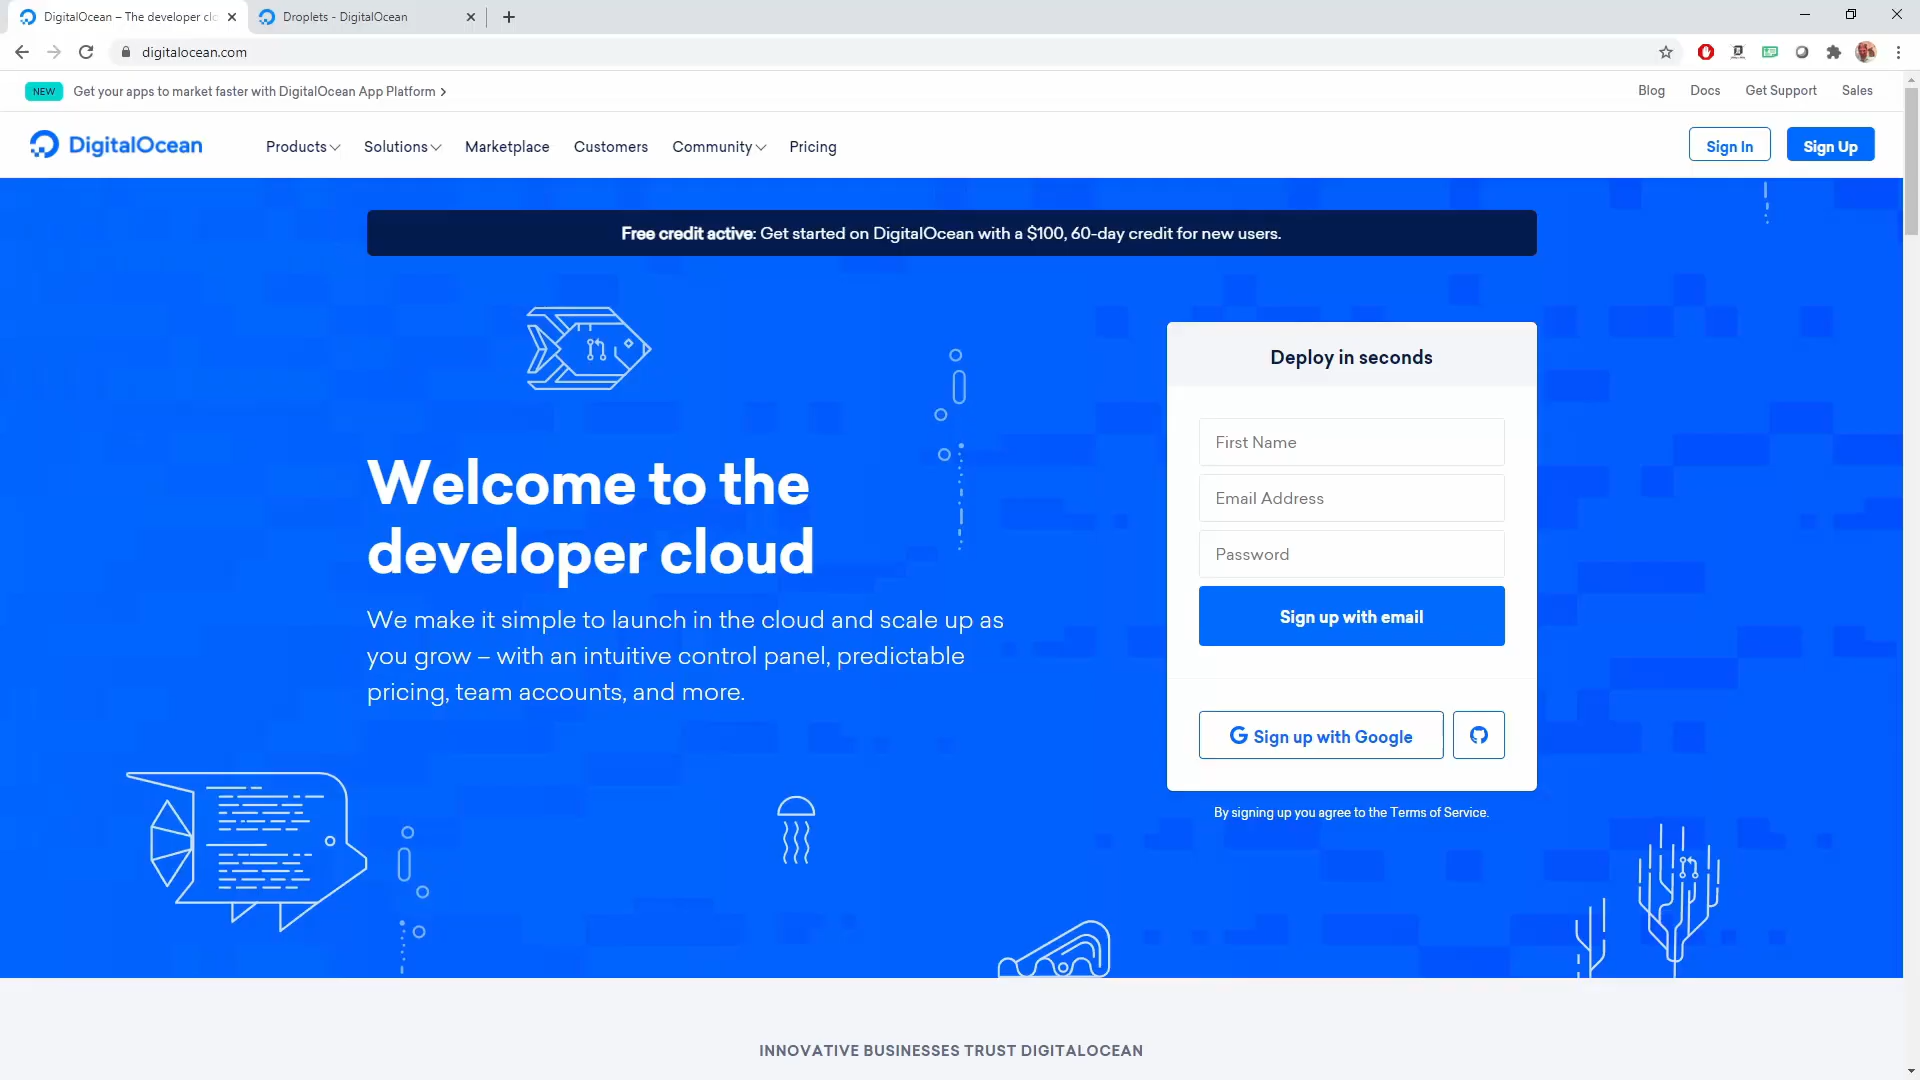 DigitalOcean – The developer clo
Droplets - DigitalOcean
digitalocean.com
NEW Get your apps to market faster with DigitalOcean App Platform
Blog Docs Get Support Sales
DigitalOcean
Products Solutions Marketplace Customers Community Pricing
Sign In Sign Up
Free credit active: Get started on DigitalOcean with a $100, 60-day credit for new users.
Welcome to the
developer cloud
We make it simple to launch in the cloud and scale up as
you grow – with an intuitive control panel, predictable
pricing, team accounts, and more.
Deploy in seconds
First Name
Email Address
Password
Sign up with email
Sign up with Google
By signing up you agree to the Terms of Service.
INNOVATIVE BUSINESSES TRUST DIGITALOCEAN